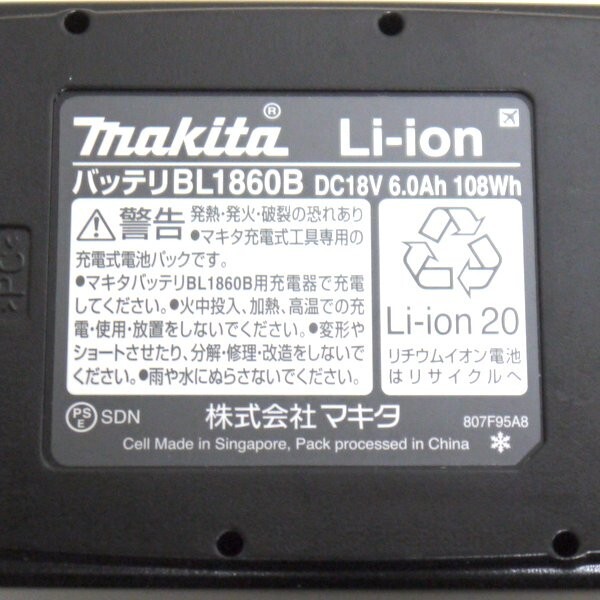 makita® Li-ion
バッテリBL1860B DC18V 6.0Ah 108Wh
警告 発熱・発火・破裂の恐れあり
●マキタ充電式工具専用の
充電式電池パックです。
●マキタバッテリBL1860B用充電器で充電
してください。●火中投入、加熱、高温での充
電・使用・放置をしないでください。●変形や
ショートさせたり、分解・修理・改造をしないで
ください。●雨や水にぬらさないでください。
Li-ion 20
リチウムイオン電池
はリサイクルへ
PS
E
SDN
株式会社マキタ
807F95A8
Cell Made in Singapore, Pack processed in China